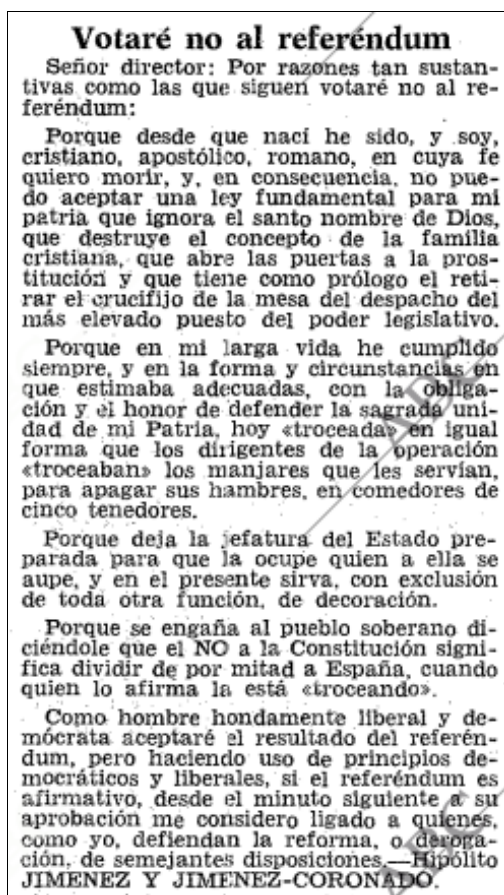 Votaré no al referéndum
Señor director: Por razones tan sustan-
tivas como las que siguen votaré no al re-
feréndum:
Porque desde que nací he sido, y soy,
cristiano, apostólico, romano, en cuya fe
quiero morir, y, en consecuencia, no pue-
do aceptar una ley fundamental para mi
patria que ignora el santo nombre de Dios,
que destruye el concepto de la familia
cristiana, que abre las puertas a la pros-
titución y que tiene como prólogo el reti-
rar el crucifijo de la mesa del despacho del
más elevado puesto del poder legislativo.
Porque en mi larga vida he cumplido
siempre, y en la forma y circunstancias en
que estimaba adecuadas, con la obliga-
ción y el honor de defender la sagrada uni-
dad de mi Patria, hoy «troceada» en igual
forma que los dirigentes de la operación
«troceaban» los manjares que les servían,
para apagar sus hambres, en comedores de
cinco tenedores.
Porque deja la jefatura del Estado pre-
parada para que la ocupe quien a ella se
aupe, y en el presente sirva, con exclusión
de toda otra función, de decoración.
Porque se engaña al pueblo soberano di-
ciéndole que el NO a la Constitución signi-
fica dividir de por mitad a España, cuando
quien lo afirma la está «troceando».
Como hombre hondamente liberal y de-
mócrata aceptaré el resultado del referén-
dum, pero haciendo uso de principios de-
mocráticos y liberales, si el referéndum es
afirmativo, desde el minuto siguiente a su
aprobación me considero ligado a quienes,
como yo, defiendan la reforma, o deroga-
ción, de semejantes disposiciones.—Hipólito
JIMENEZ Y JIMENEZ-CORONADO.
ABC
ABC